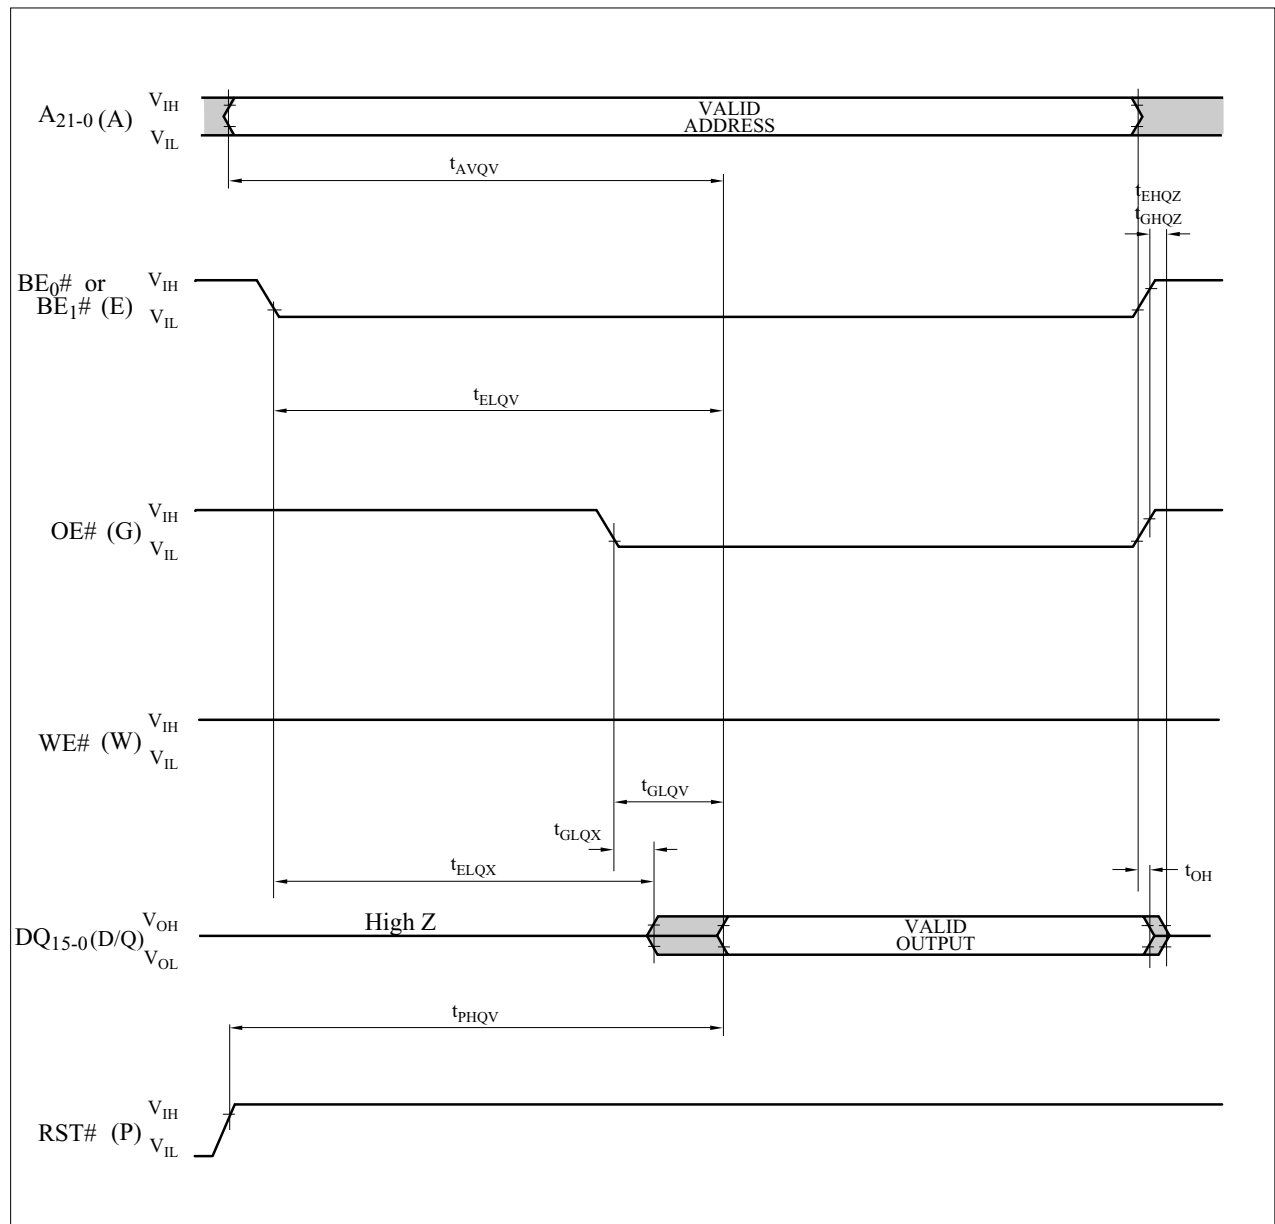 A21-0 (A)
VIH
VIL
VALID
ADDRESS
tAVQV
tEHQZ
tGHQZ
BE0# or
BE1# (E)
VIH
VIL
tELQV
OE# (G)
VIH
VIL
WE# (W)
VIH
VIL
tGLQV
tGLQX
tELQX
tOH
DQ15-0 (D/Q)
VOH
VOL
High Z
VALID
OUTPUT
tPHQV
RST# (P)
VIH
VIL